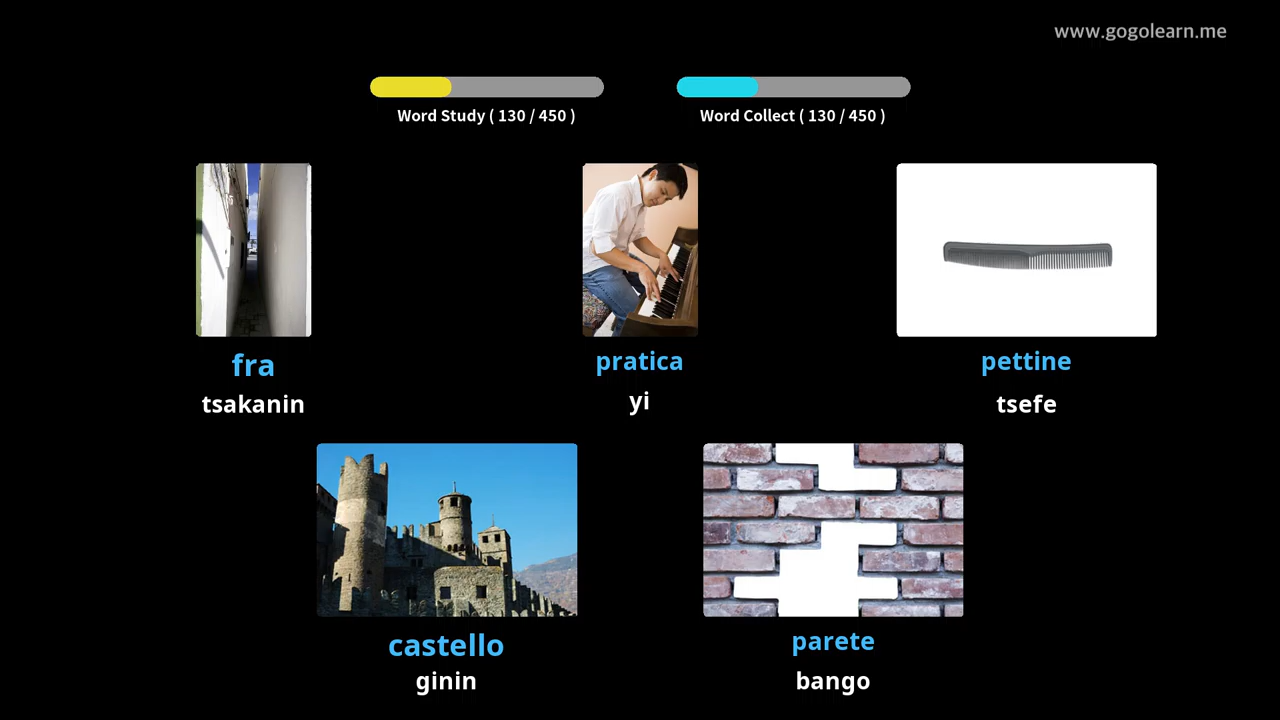 www.gogolearn.me
Word Study ( 130 / 450 )
Word Collect ( 130 / 450 )
fra
tsakanin
pratica
yi
pettine
tsefe
castello
ginin
parete
bango